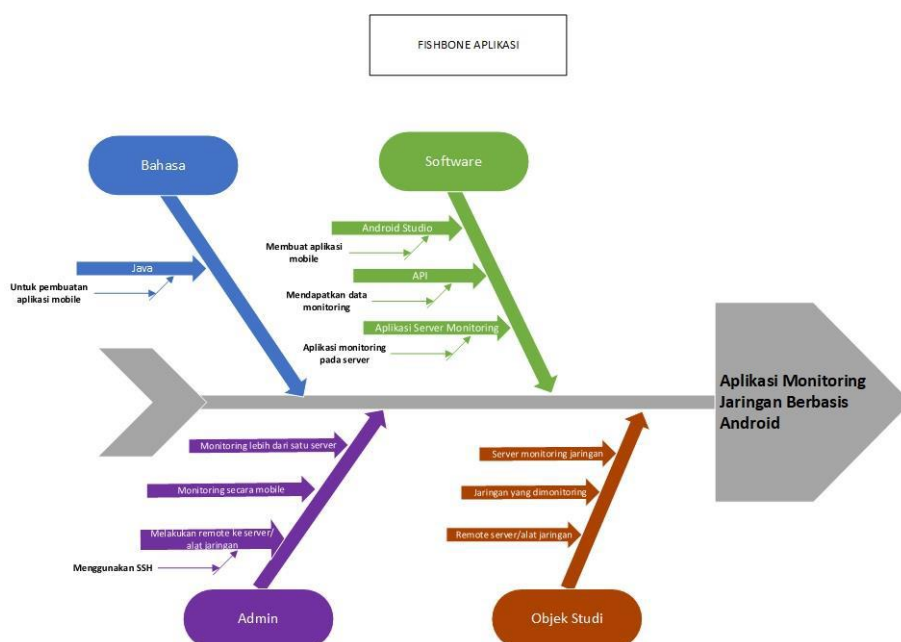 FISHBONE APLIKASI
Bahasa
Software
Android Studio
Membuat aplikasi
mobile
Java
API
Untuk pembuatan
aplikasi mobile
Mendapatkan data
monitoring
Aplikasi Server Monitoring
Aplikasi monitoring
pada server
Aplikasi Monitoring
Jaringan Berbasis
Android
Monitoring lebih dari satu server
Server monitoring jaringan
Monitoring secara mobile
Jaringan yang dimonitoring
Melakukan remote ke server/
alat jaringan
Remote server/alat jaringan
Menggunakan SSH
Admin
Objek Studi